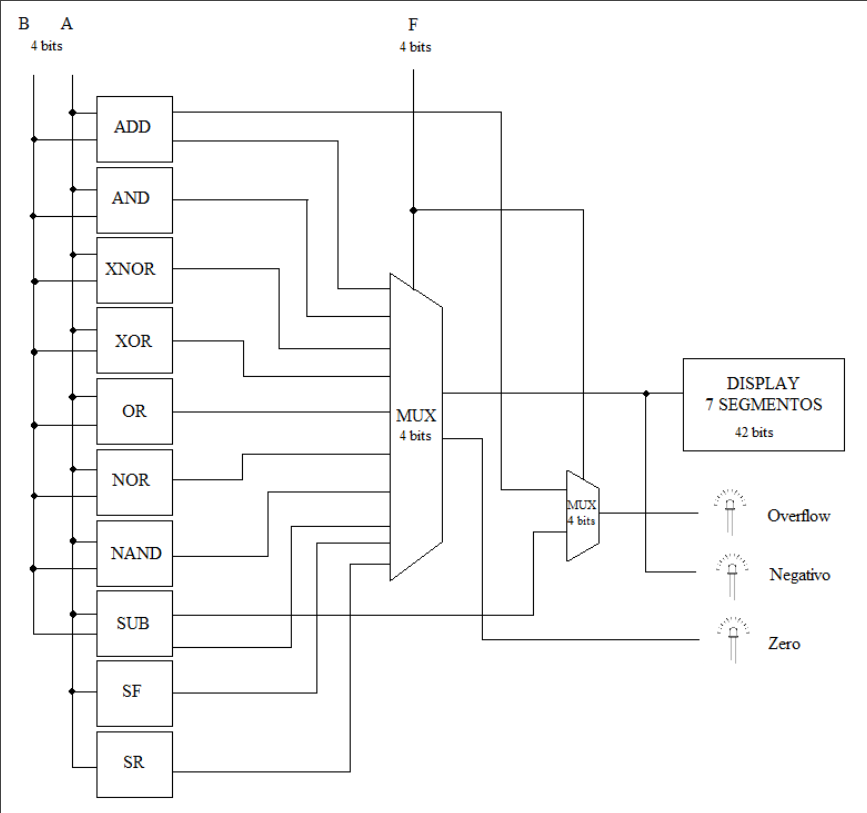 B A
4 bits
F
4 bits
ADD
AND
XNOR
XOR
OR
NOR
NAND
SUB
SF
SR
MUX
4 bits
MUX
4 bits
DISPLAY
7 SEGMENTOS
42 bits
Overflow
Negativo
Zero